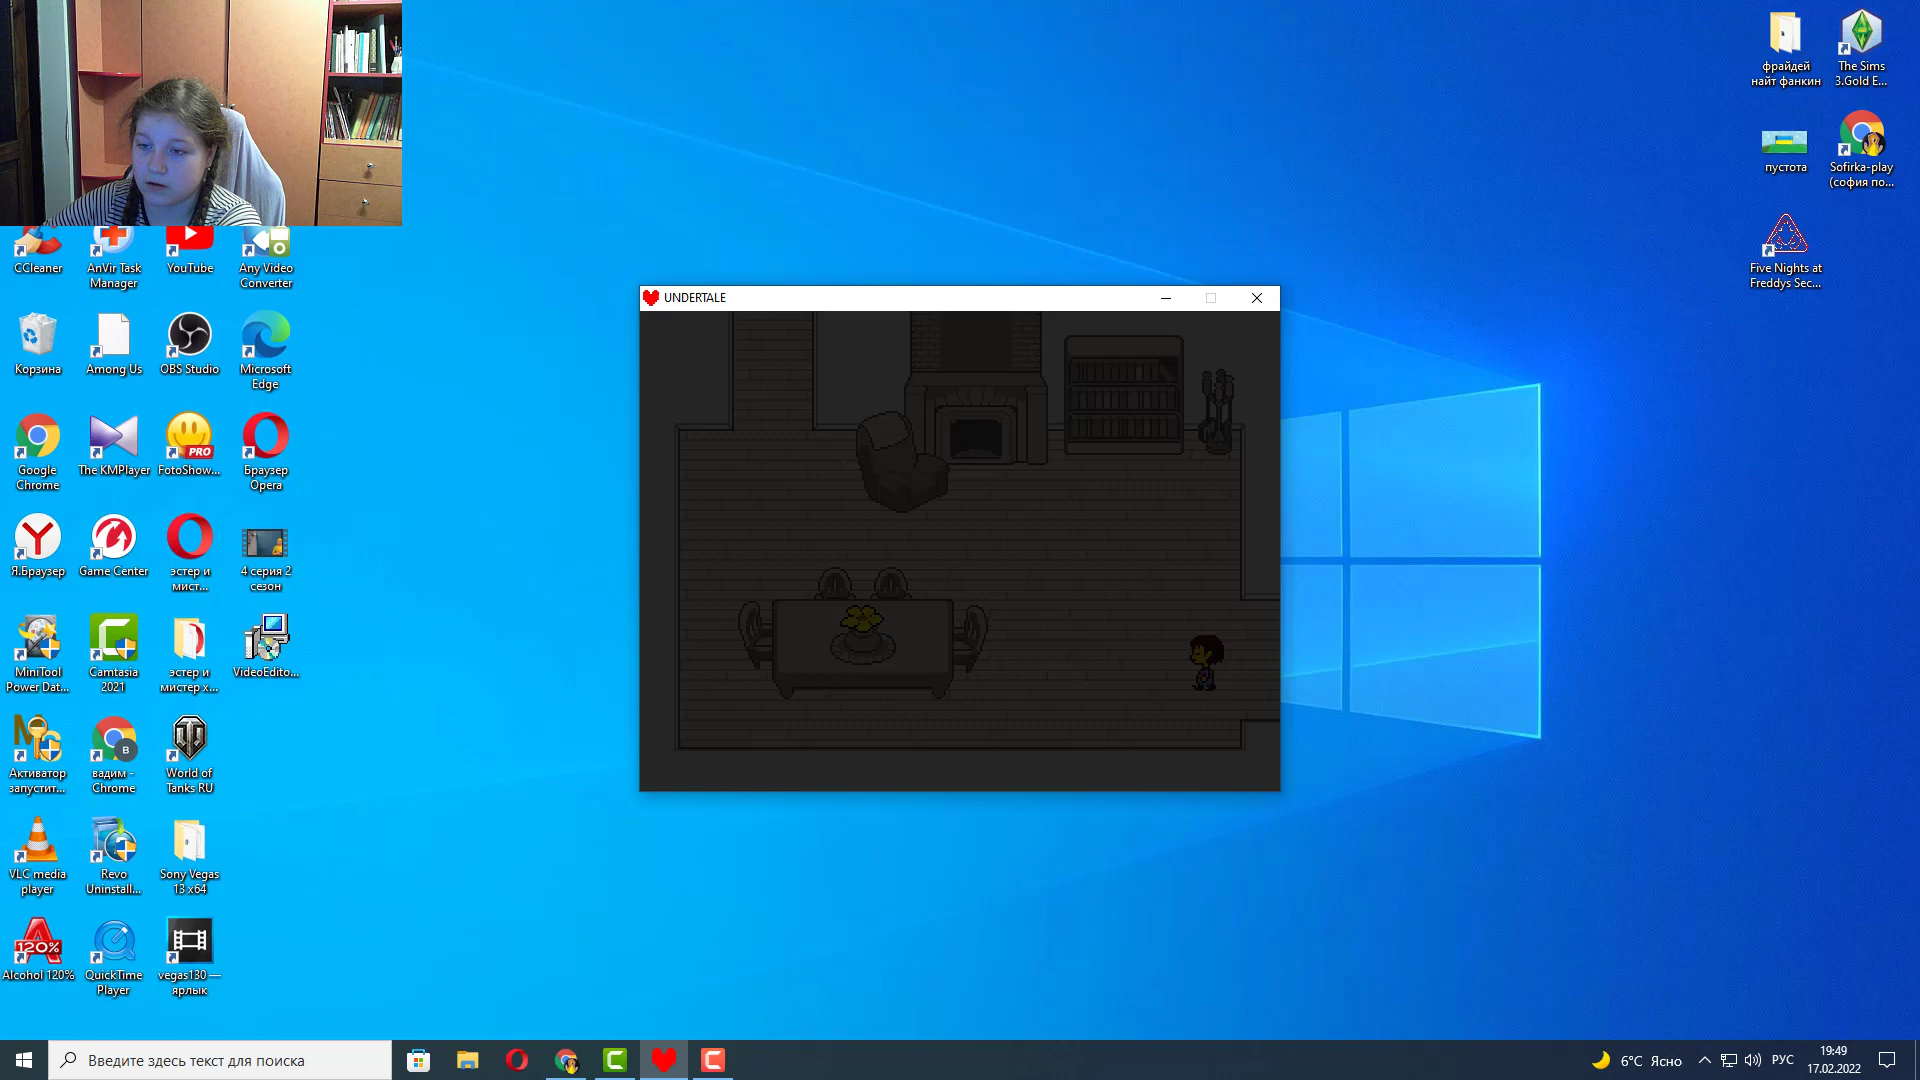 фрайдей
найт фанкин
The Sims
3.Gold E...
пустота
Sofirka-play
(софия по...
Five Nights at
Freddys Sec...
CCleaner
AnVir Task
Manager
YouTube
Any Video
Converter
UNDERTALE
Корзина
Among Us
OBS Studio
Microsoft
Edge
Google
Chrome
The KMPlayer
PRO
FotoShow...
Браузер
Opera
Я.Браузер
Game Center
эстер и
мист...
4 серия 2
сезон
MiniTool
Power Dat...
Camtasia
2021
эстер и
мистер х...
VideoEdito...
Активатор
запустит...
B
вадим -
Chrome
World of
Tanks RU
VLC media
player
Revo
Uninstall...
Sony Vegas
13 x64
120%
Alcohol 120%
QuickTime
Player
vegas130 —
ярлык
Введите здесь текст для поиска
6°C Ясно
РУС
19:49
17.02.2022